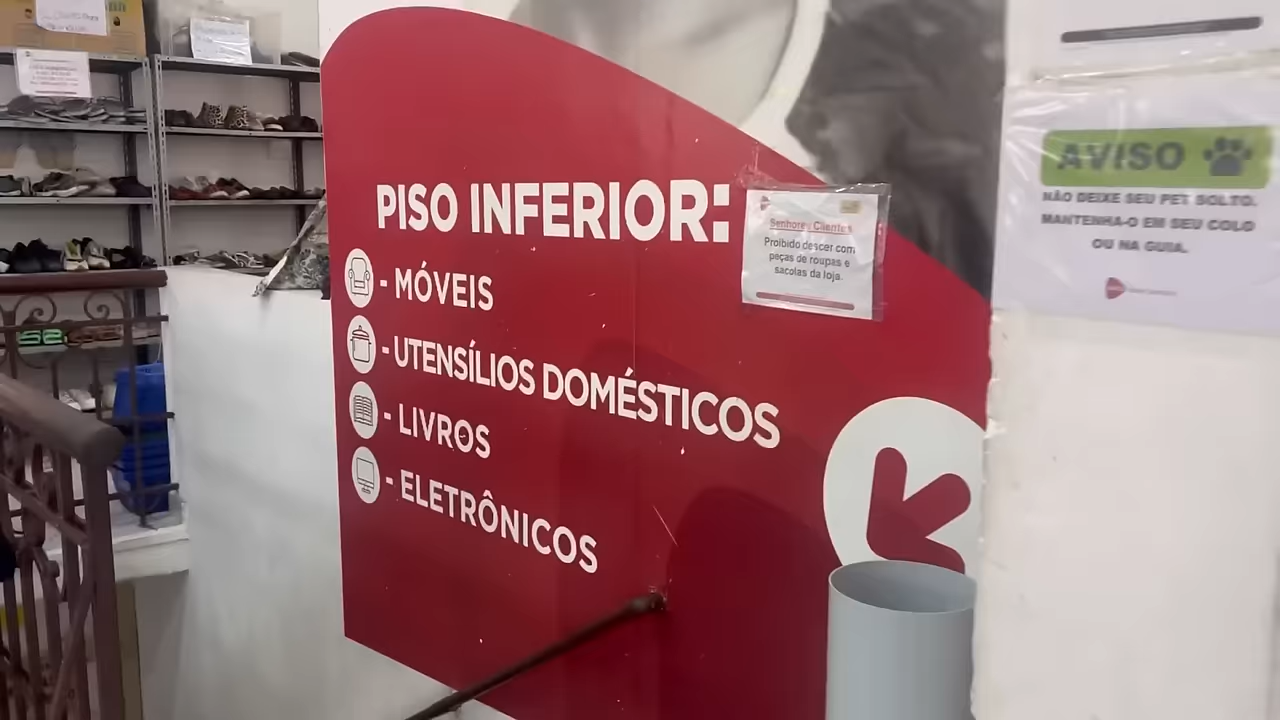 PISO INFERIOR:
- MÓVEIS
- UTENSÍLIOS DOMÉSTICOS
- LIVROS
- ELETRÔNICOS
Senhores Clientes
Proibido descer com
peças de roupas e
sacolas da loja.
AVISO
NÃO DEIXE SEU PET SOLTO.
MANTENHA-O EM SEU COLO
OU NA GUIA.